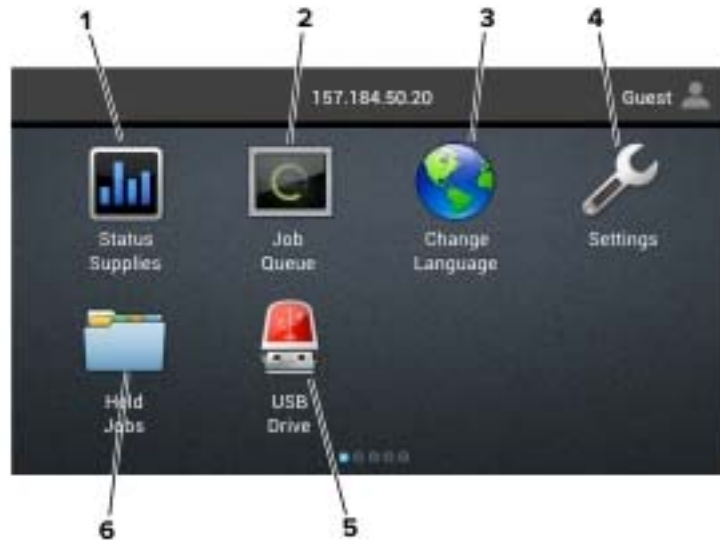 1 2 3 4
157.184.50.20 Guest
Status
Supplies
Job
Queue
Change
Language
Settings
Held
Jobs
USB
Drive
6 5